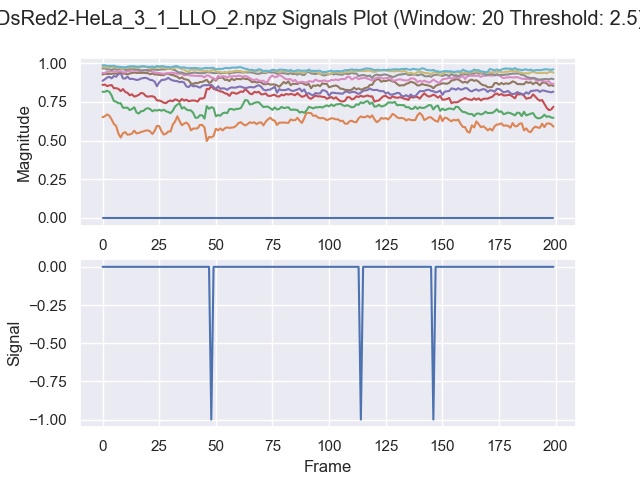 DsRed2-HeLa_3_1_LLO_2.npz Signals Plot (Window: 20 Threshold: 2.5)
1.00
0.75
0.50
0.25
0.00
Magnitude
0 25 50 75 100 125 150 175 200
0.00
−0.25
−0.50
−0.75
−1.00
Signal
0 25 50 75 100 125 150 175 200
Frame